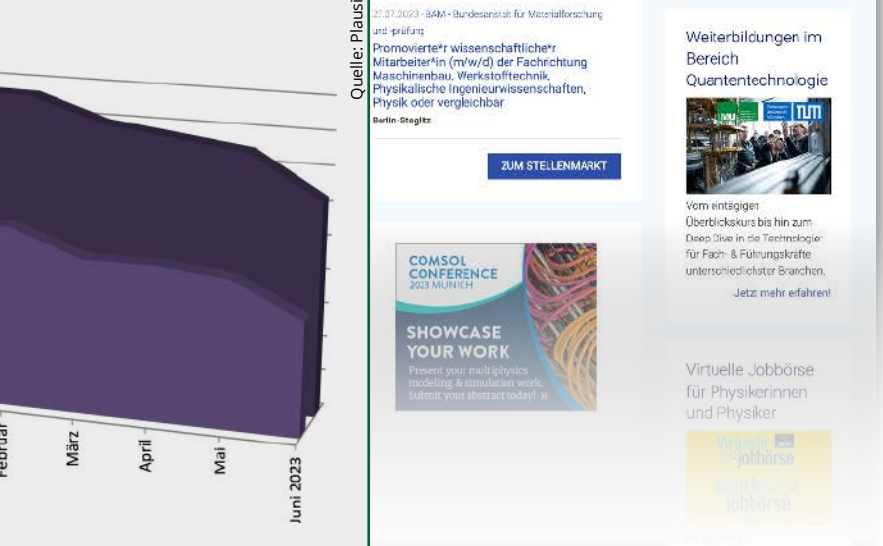 Februar
März
April
Mai
Juni 2023
Quelle: Plausi
27.07.2023 - BAM - Bundesanstalt für Materialforschung
und -prüfung
Promovierte*r wissenschaftliche*r
Mitarbeiter*in (m/w/d) der Fachrichtung
Maschinenbau, Werkstofftechnik,
Physikalische Ingenieurwissenschaften,
Physik oder vergleichbar
Berlin-Steglitz
ZUM STELLENMARKT
COMSOL
CONFERENCE
2023 MUNICH
SHOWCASE
YOUR WORK
Present your multiphysics
modeling & simulation work.
Submit your abstract today! »
Weiterbildungen im
Bereich
Quantentechnologie
TUM
Vom eintägigen
Überblickskurs bis hin zum
Deep Dive in die Technologie:
für Fach- & Führungskräfte
unterschiedlichster Branchen.
Jetzt mehr erfahren!
Virtuelle Jobbörse
für Physikerinnen
und Physiker
Virtuelle
jobbörse
jobbörse